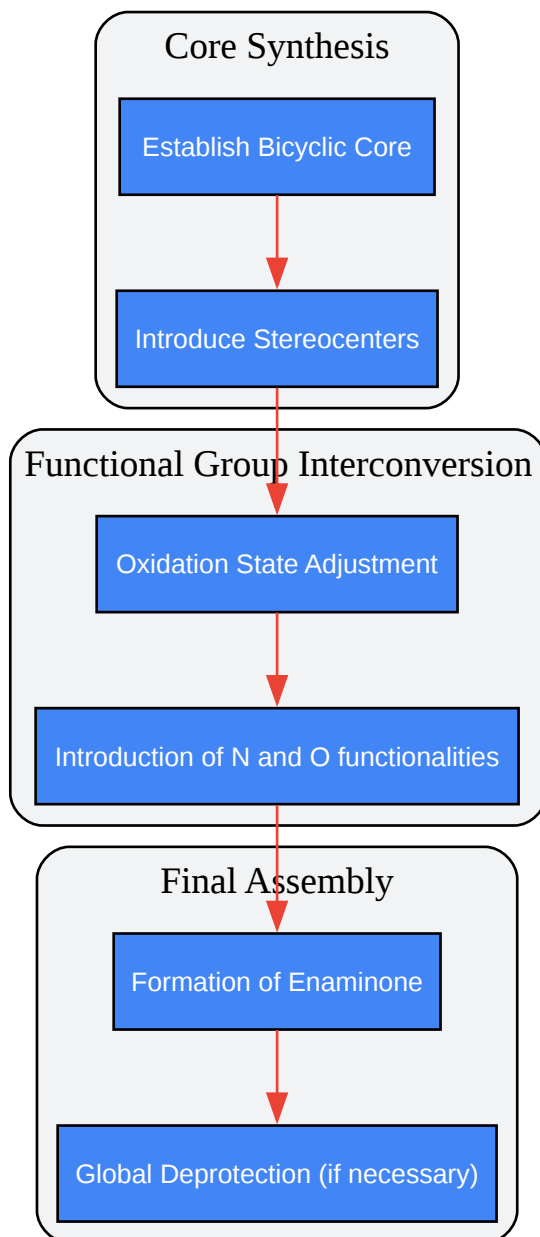 Core Synthesis
Establish Bicyclic Core
Introduce Stereocenters
Functional Group Interconversion
Oxidation State Adjustment
Introduction of N and O functionalities
Final Assembly
Formation of Enaminone
Global Deprotection (if necessary)